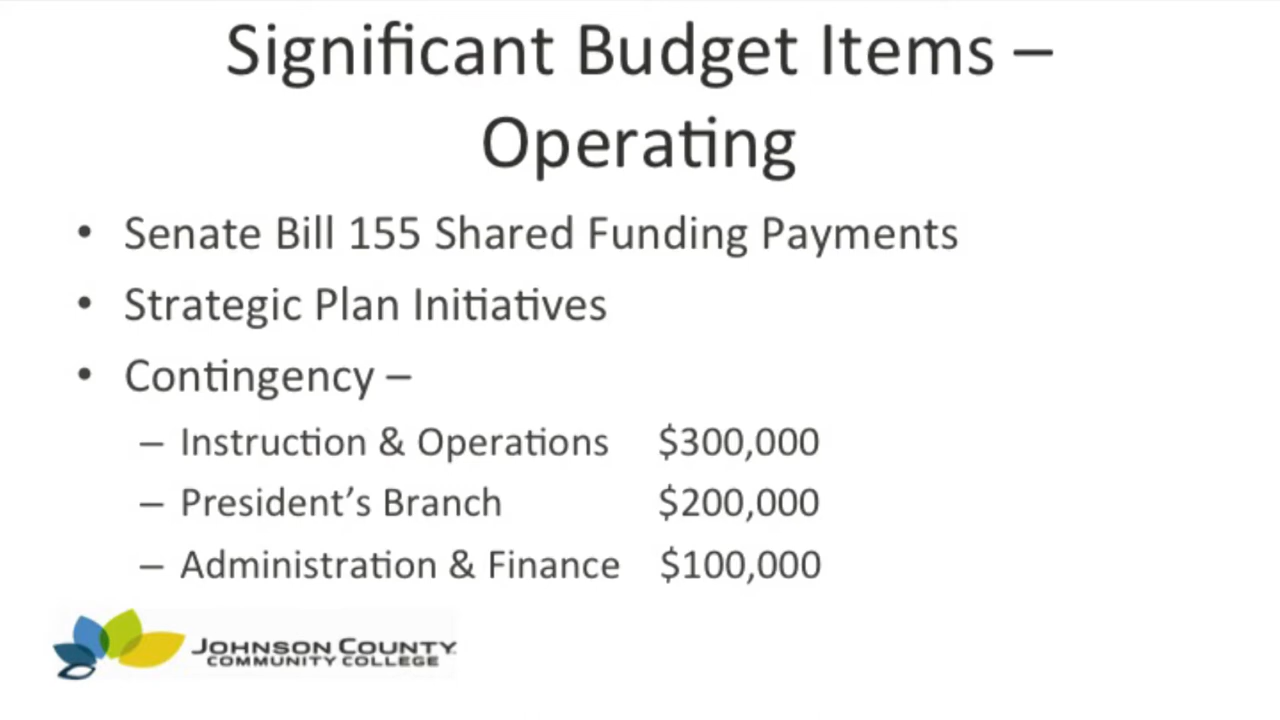 Significant Budget Items –
Operating
• Senate Bill 155 Shared Funding Payments
• Strategic Plan Initiatives
• Contingency –
– Instruction & Operations $300,000
– President’s Branch $200,000
– Administration & Finance $100,000
JOHNSON COUNTY
COMMUNITY COLLEGE